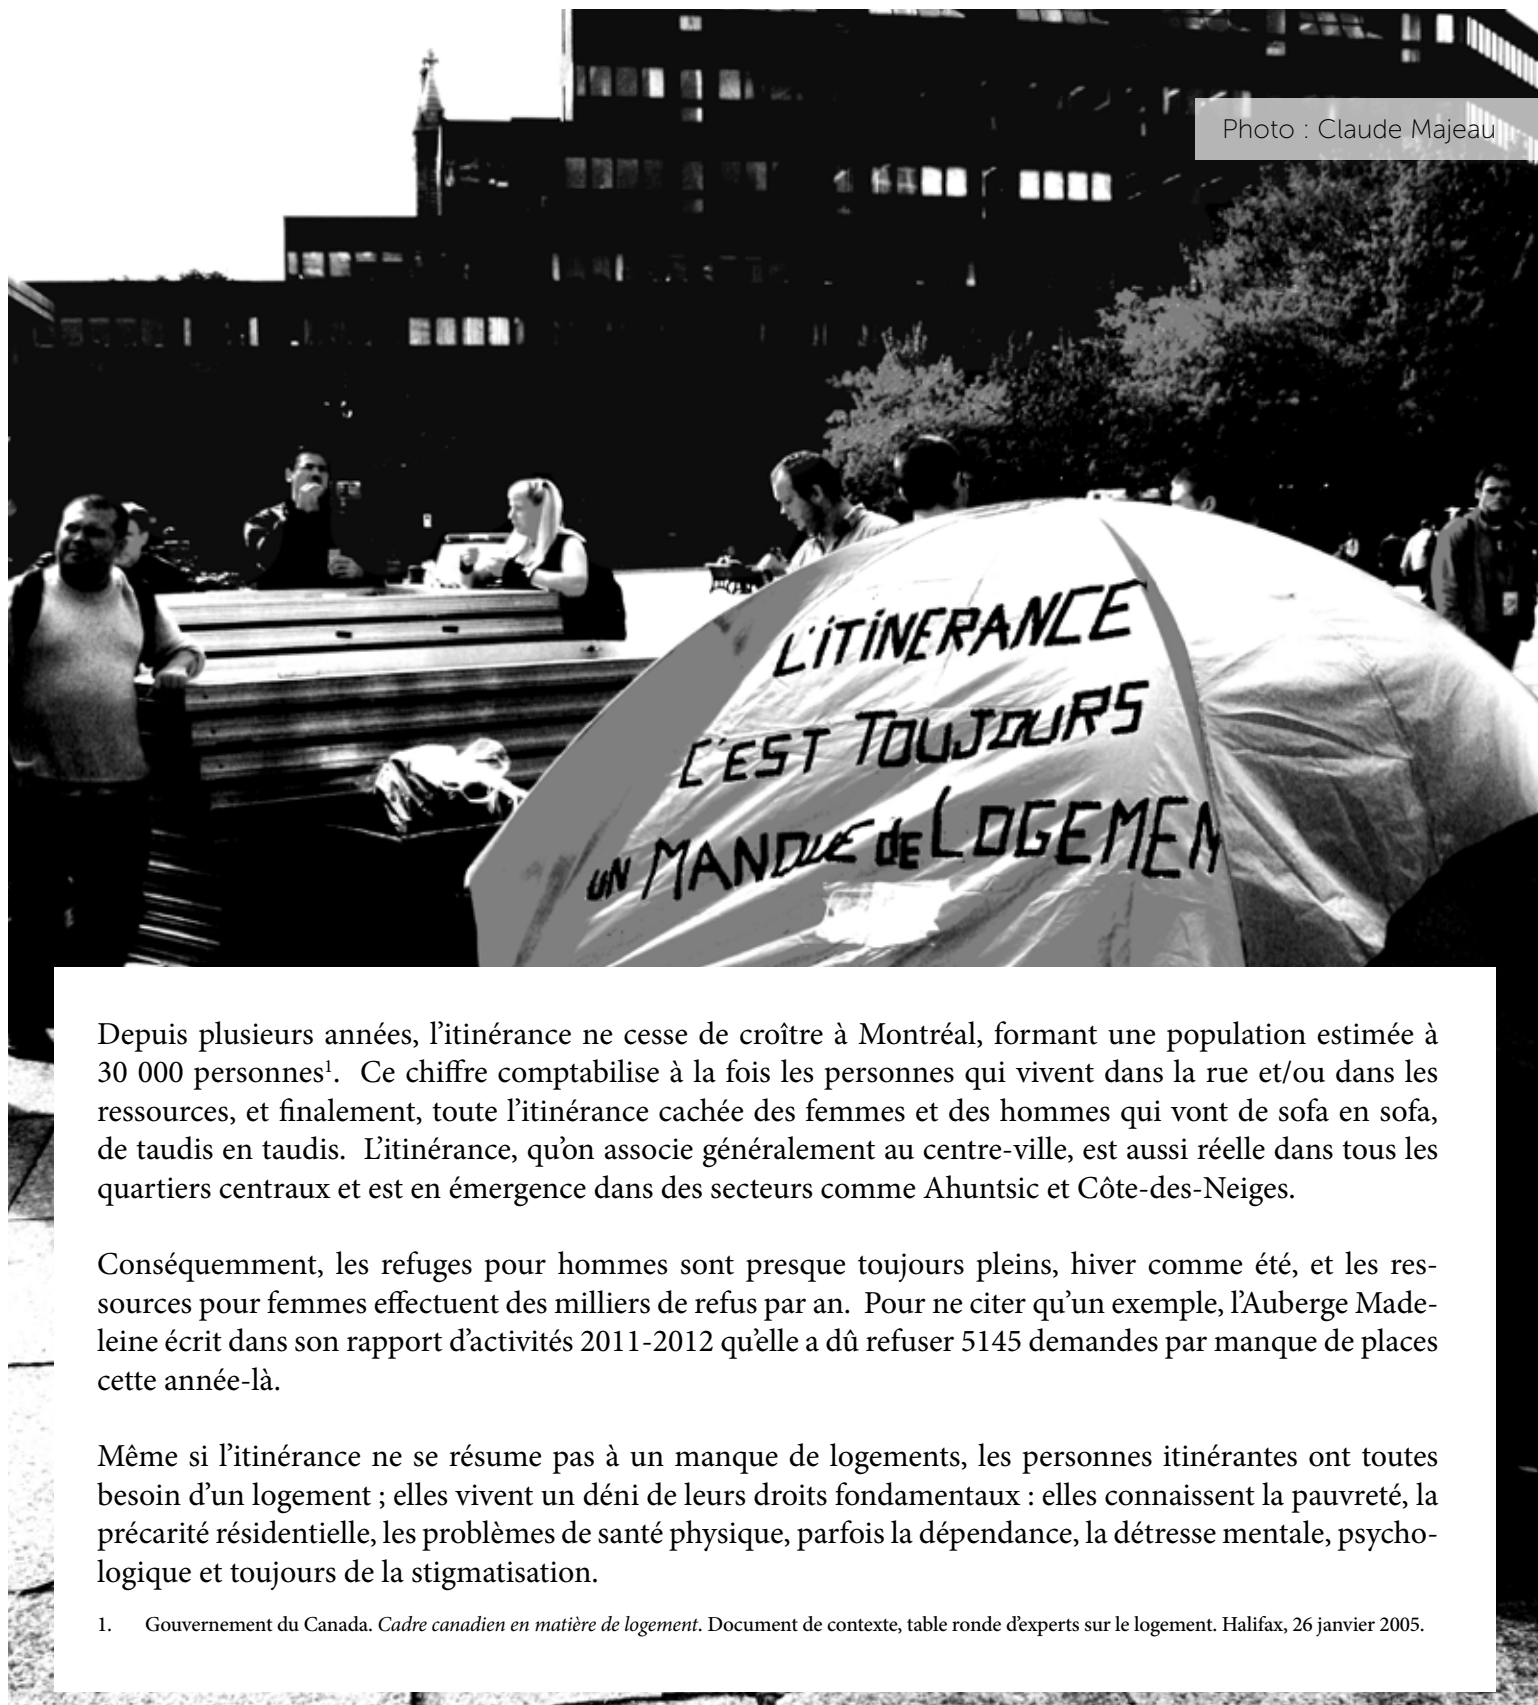 Photo : Claude Majeau
L'ITINERANCE
C'EST TOUJOURS
UN MANQUE de LOGEMEN
Depuis plusieurs années, l’itinérance ne cesse de croître à Montréal, formant une population estimée à
30 000 personnes¹. Ce chiffre comptabilise à la fois les personnes qui vivent dans la rue et/ou dans les
ressources, et finalement, toute l’itinérance cachée des femmes et des hommes qui vont de sofa en sofa,
de taudis en taudis. L’itinérance, qu’on associe généralement au centre-ville, est aussi réelle dans tous les
quartiers centraux et est en émergence dans des secteurs comme Ahuntsic et Côte-des-Neiges.
Conséquemment, les refuges pour hommes sont presque toujours pleins, hiver comme été, et les res-
sources pour femmes effectuent des milliers de refus par an. Pour ne citer qu’un exemple, l’Auberge Made-
leine écrit dans son rapport d’activités 2011-2012 qu’elle a dû refuser 5145 demandes par manque de places
cette année-là.
Même si l’itinérance ne se résume pas à un manque de logements, les personnes itinérantes ont toutes
besoin d’un logement ; elles vivent un déni de leurs droits fondamentaux : elles connaissent la pauvreté, la
précarité résidentielle, les problèmes de santé physique, parfois la dépendance, la détresse mentale, psycho-
logique et toujours de la stigmatisation.
1. Gouvernement du Canada. Cadre canadien en matière de logement. Document de contexte, table ronde d’experts sur le logement. Halifax, 26 janvier 2005.